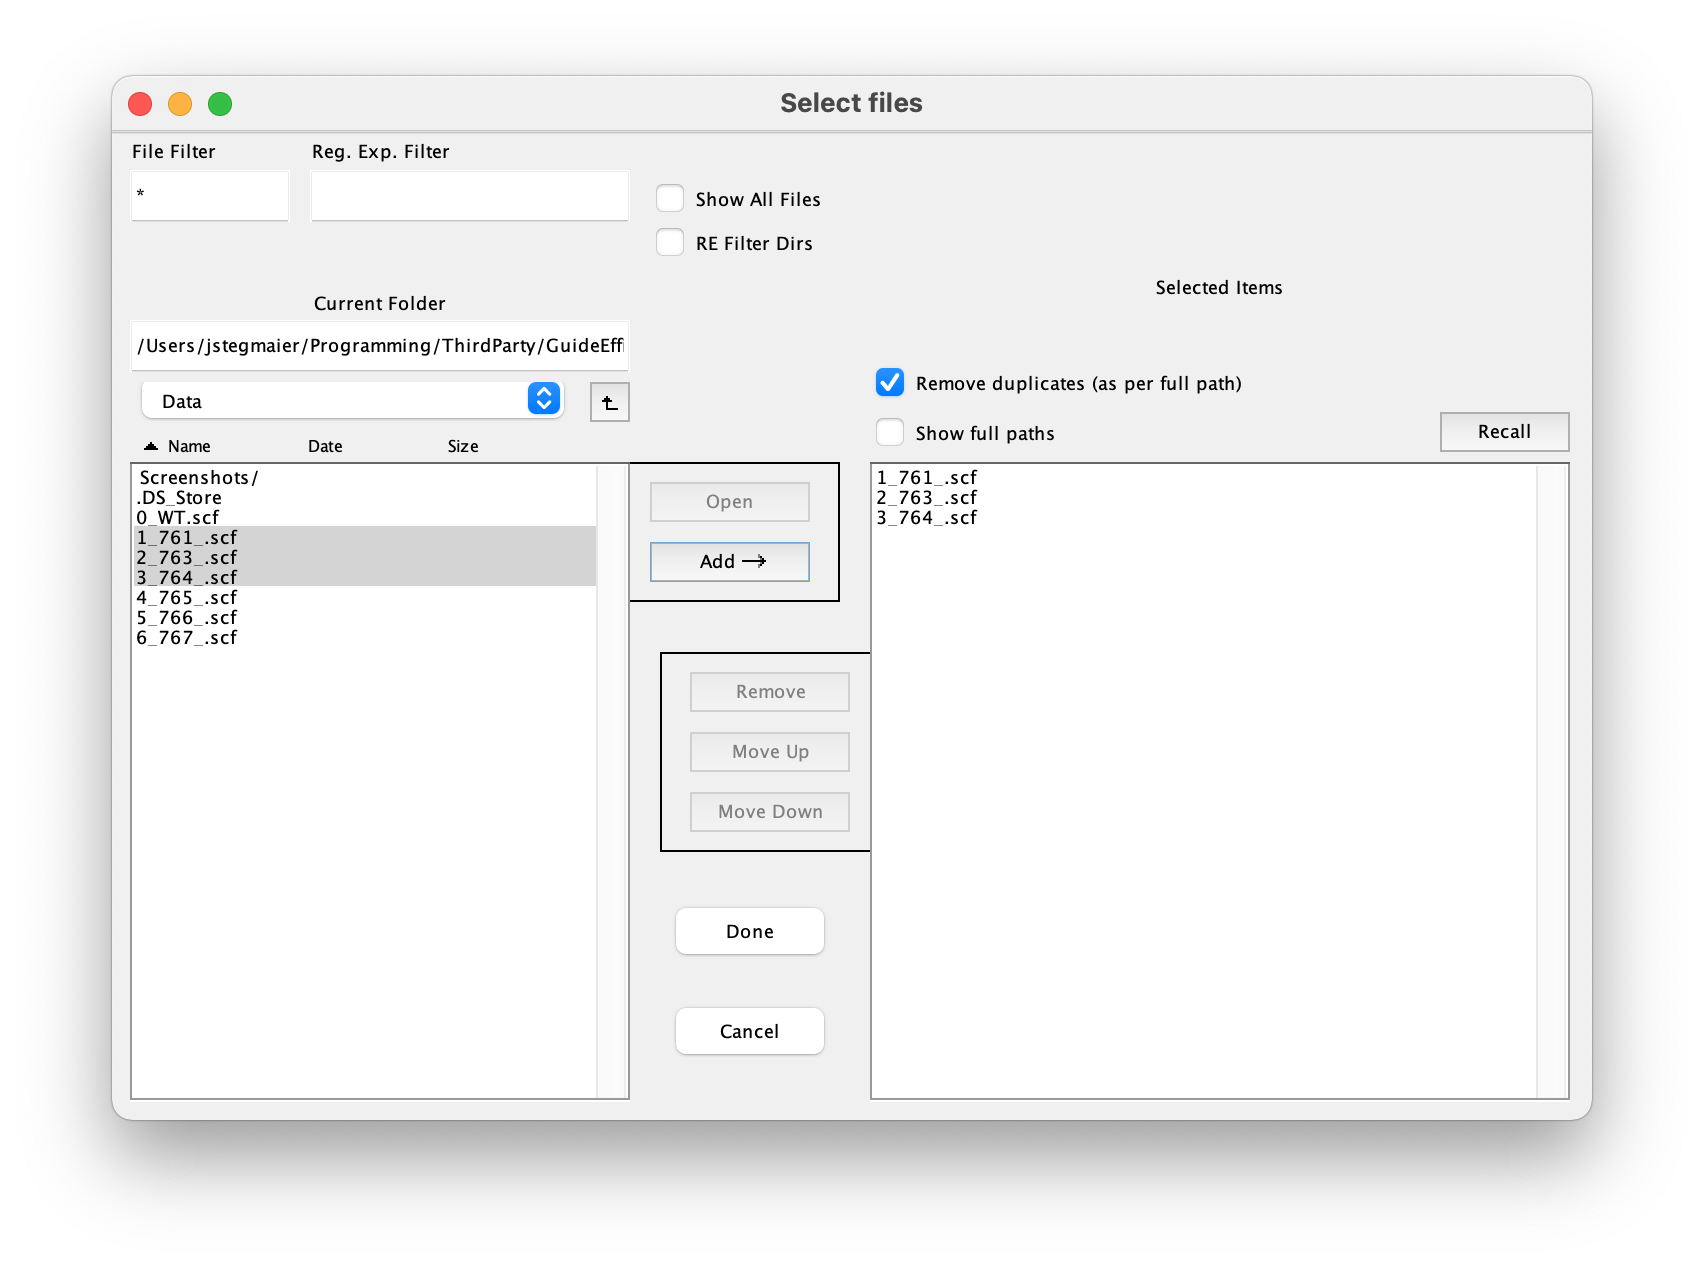 Select files
File Filter
Reg. Exp. Filter
*
Show All Files
RE Filter Dirs
Current Folder
/Users/jstegmaier/Programming/ThirdParty/GuideEffi
Data
Name Date Size
Screenshots/
.DS_Store
0_WT.scf
1_761_.scf
2_763_.scf
3_764_.scf
4_765_.scf
5_766_.scf
6_767_.scf
Open
Add
Remove
Move Up
Move Down
Done
Cancel
Selected Items
Remove duplicates (as per full path)
Show full paths
Recall
1_761_.scf
2_763_.scf
3_764_.scf